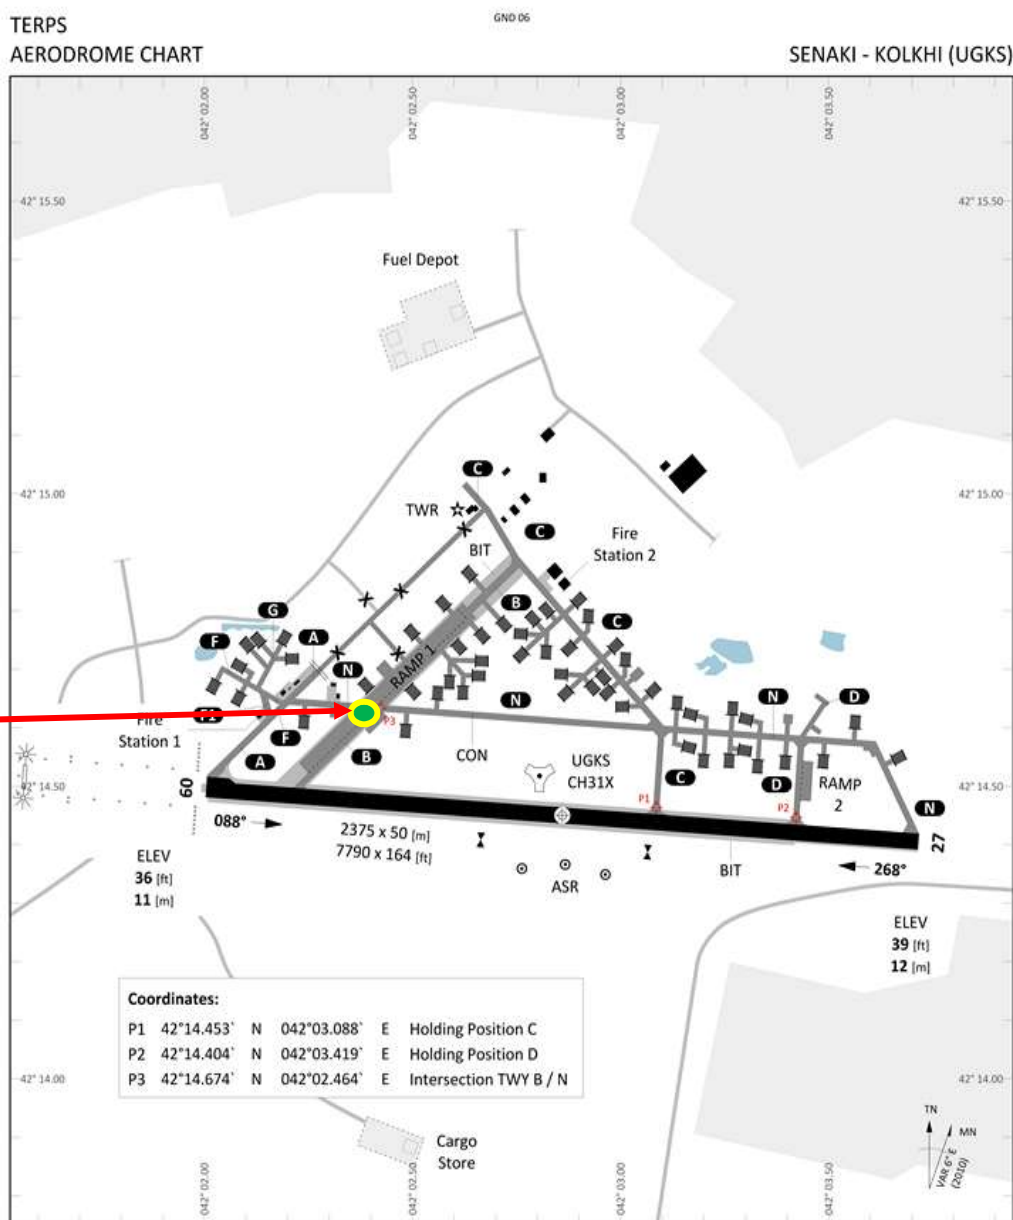 GND 06
TERPS
AERODROME CHART
SENAKI - KOLKHI (UGKS)
042° 02.00
042° 02.50
042° 03.00
042° 03.50
42° 15.50
42° 15.50
Fuel Depot
C
42° 15.00
42° 15.00
TWR
C
BIT
Fire
Station 2
B
G
A
F
C
N
RAMP 1
N
N
D
P3
Fire
Station 1
F
A
B
CON
UGKS
CH31X
C
D
RAMP
2
N
P1
P2
42° 14.50
42° 14.50
09
27
088°
2375 x 50 [m]
7790 x 164 [ft]
BIT
268°
ASR
ELEV
36 [ft]
11 [m]
ELEV
39 [ft]
12 [m]
Coordinates:
P1 42°14.453` N 042°03.088` E Holding Position C
P2 42°14.404` N 042°03.419` E Holding Position D
P3 42°14.674` N 042°02.464` E Intersection TWY B / N
42° 14.00
42° 14.00
Cargo
Store
TN
MN
VAR 6° E
(2010)
042° 02.00
042° 02.50
042° 03.00
042° 03.50